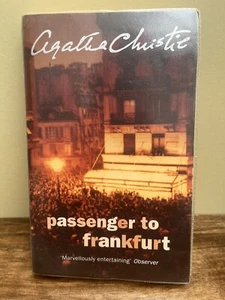 Agatha Christie
passenger to
frankfurt
'Marvellously entertaining' Observer